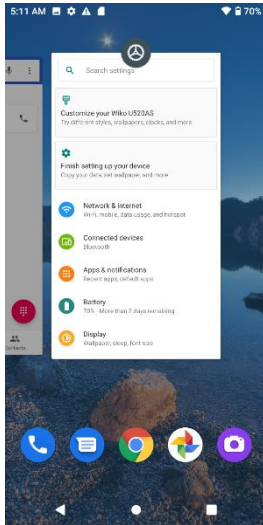 5:11 AM
70%
Search settings
Customize your Wiko U520AS
Try different styles, wallpapers, clocks, and more
Finish setting up your device
Copy your data, set wallpaper, and more
Network & internet
Wi-Fi, mobile, data usage, and hotspot
Connected devices
Bluetooth
Apps & notifications
Recent apps, default apps
Battery
70% - More than 2 days remaining
Display
Wallpaper, sleep, font size
Contacts